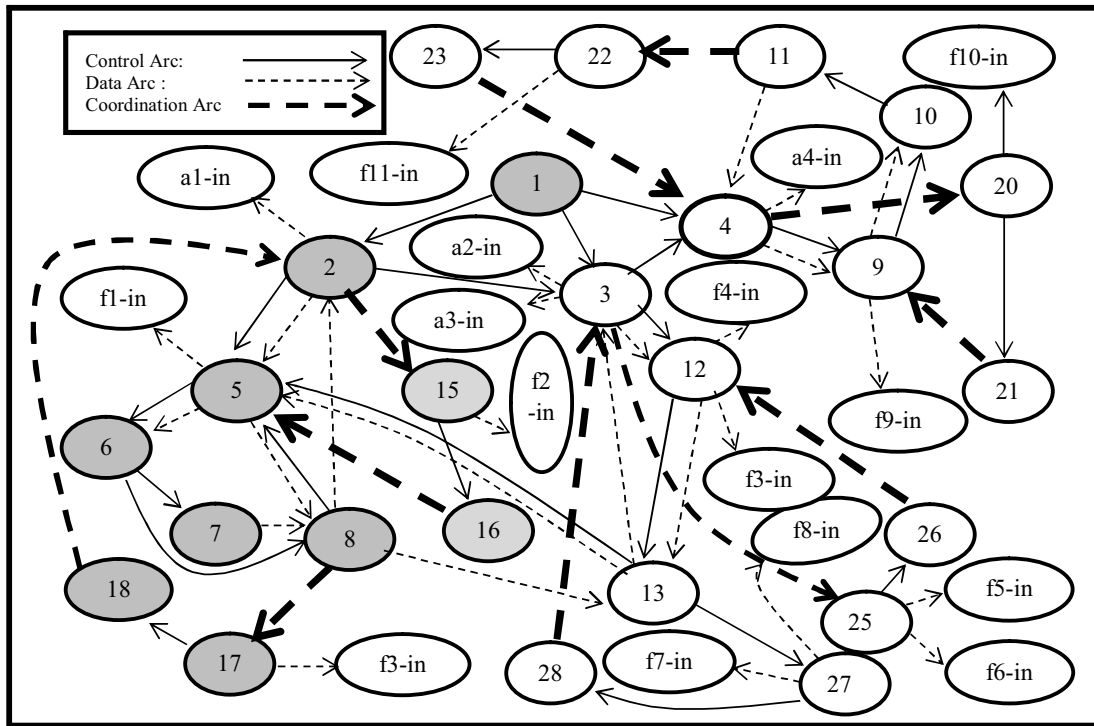 Control Arc:
Data Arc :
Coordination Arc
23
22
11
f10-in
10
a1-in
f11-in
1
a4-in
20
4
2
a2-in
3
9
f4-in
f1-in
a3-in
12
5
15
f2
-in
21
f9-in
6
f3-in
7
8
16
f8-in
26
18
13
25
f5-in
17
f3-in
28
f7-in
27
f6-in